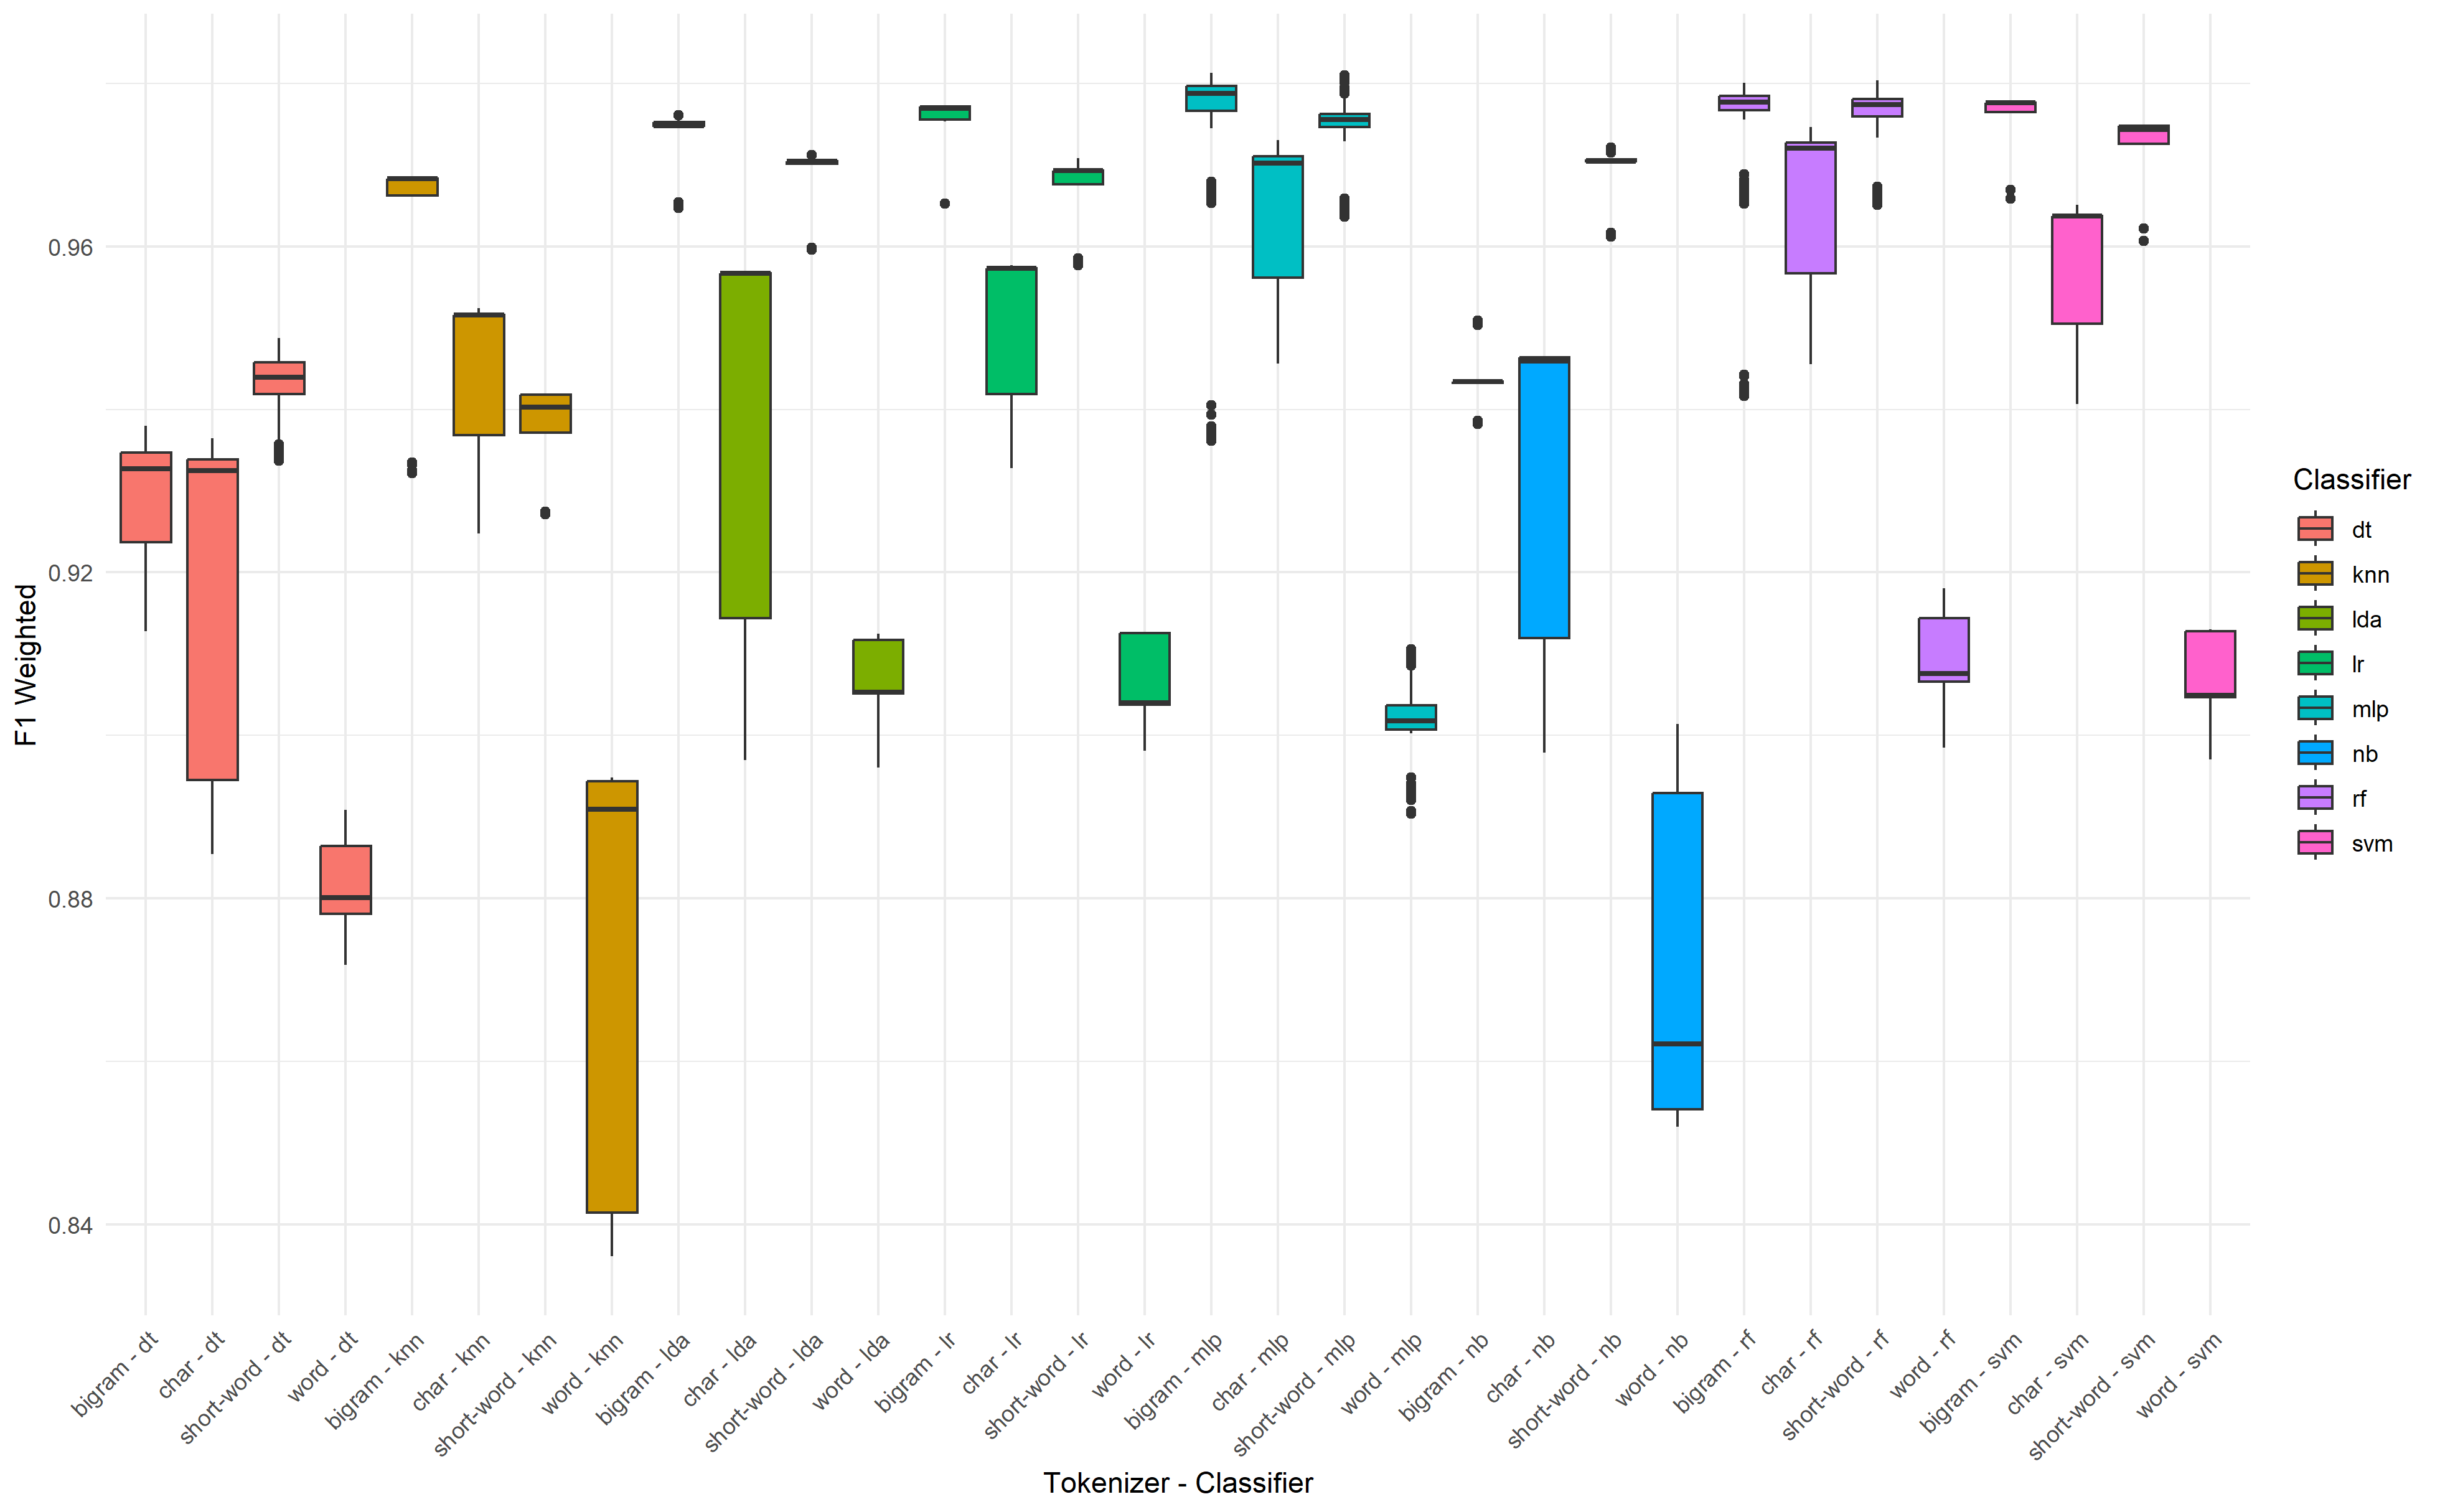 F1 Weighted
0.96
0.92
0.88
0.84
bigram - dt
char - dt
short-word - dt
word - dt
bigram - knn
char - knn
short-word - knn
word - knn
bigram - lda
char - lda
short-word - lda
word - lda
bigram - lr
char - lr
short-word - lr
word - lr
bigram - mlp
char - mlp
short-word - mlp
word - mlp
bigram - nb
char - nb
short-word - nb
word - nb
bigram - rf
char - rf
short-word - rf
word - rf
bigram - svm
char - svm
short-word - svm
word - svm
Tokenizer - Classifier
Classifier
dt
knn
lda
lr
mlp
nb
rf
svm